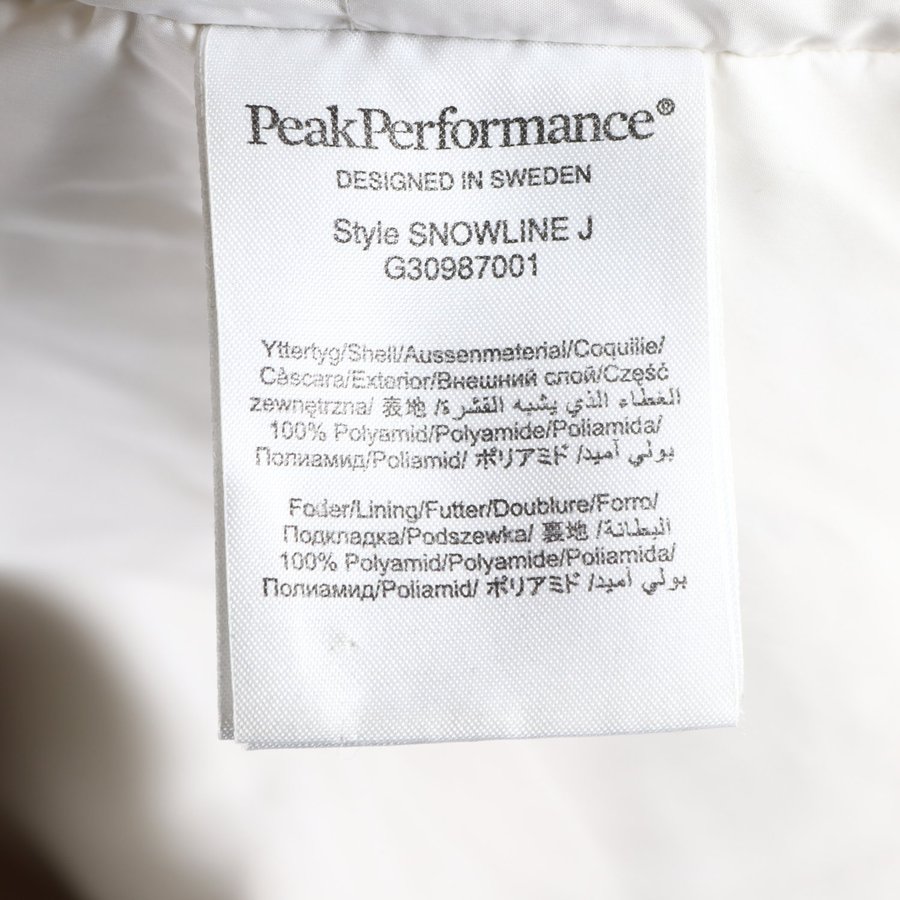 PeakPerformance®
DESIGNED IN SWEDEN
Style SNOWLINE J
G30987001
Yttertyg/Shell/Aussenmaterial/Coquilie/
Càscara/Exterior/Внешний слой/Część
zewnętrzna/ 表地 /الغطاء الذي يشبه القشرة
100% Polyamid/Polyamide/Poliamida/
Полиамид/Poliamid/ ポリアミド /بولي أميد
Foder/Lining/Futter/Doublure/Forro/
Подкладка/Podszewka/ 裏地 /البطانة
100% Polyamid/Polyamide/Poliamida/
Полиамид/Poliamid/ ポリアミド /بولي أميد